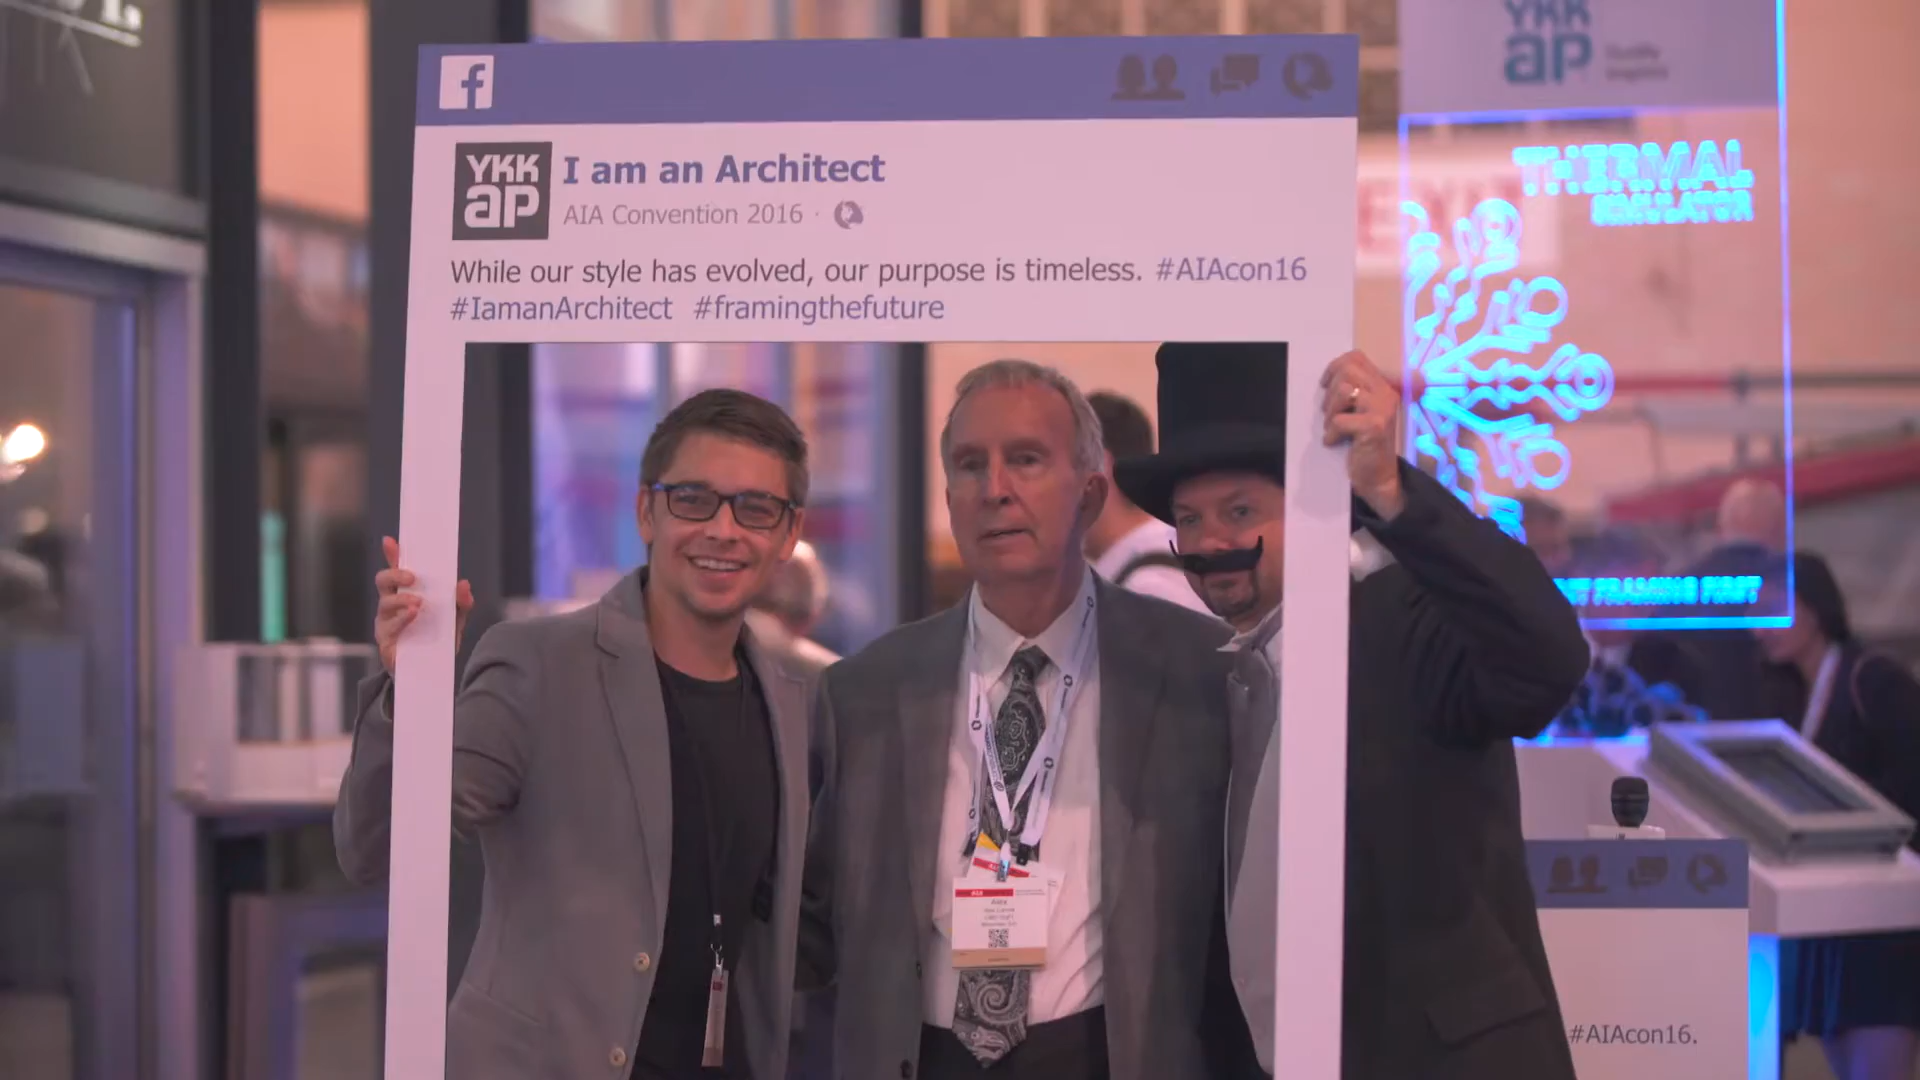 YKK
ap
I am an Architect
AIA Convention 2016 ·
While our style has evolved, our purpose is timeless. #AIAcon16
#IamanArchitect #framingthefuture
YKK
ap
THERMAL
#AIAcon16.